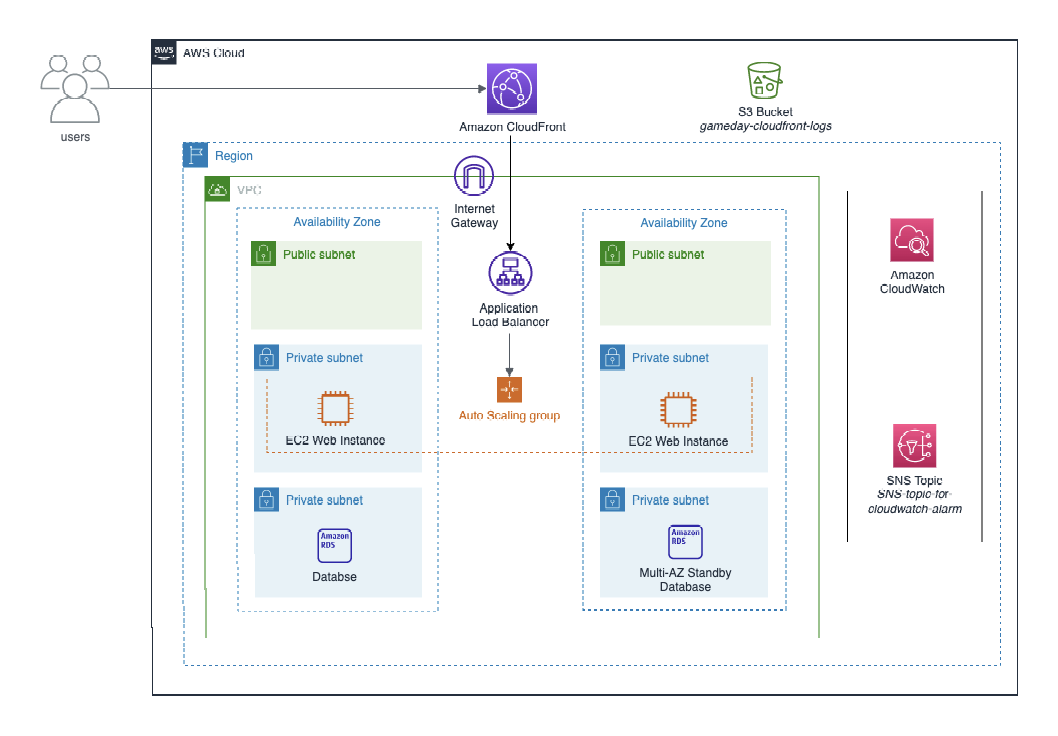 aws
AWS Cloud
users
Amazon CloudFront
S3 Bucket
gameday-cloudfront-logs
Region
VPC
Internet
Gateway
Availability Zone
Availability Zone
Public subnet
Public subnet
Application
Load Balancer
Amazon
CloudWatch
Private subnet
Private subnet
Auto Scaling group
EC2 Web Instance
EC2 Web Instance
SNS Topic
SNS-topic-for-
cloudwatch-alarm
Private subnet
Private subnet
Amazon
RDS
Databse
Amazon
RDS
Multi-AZ Standby
Database